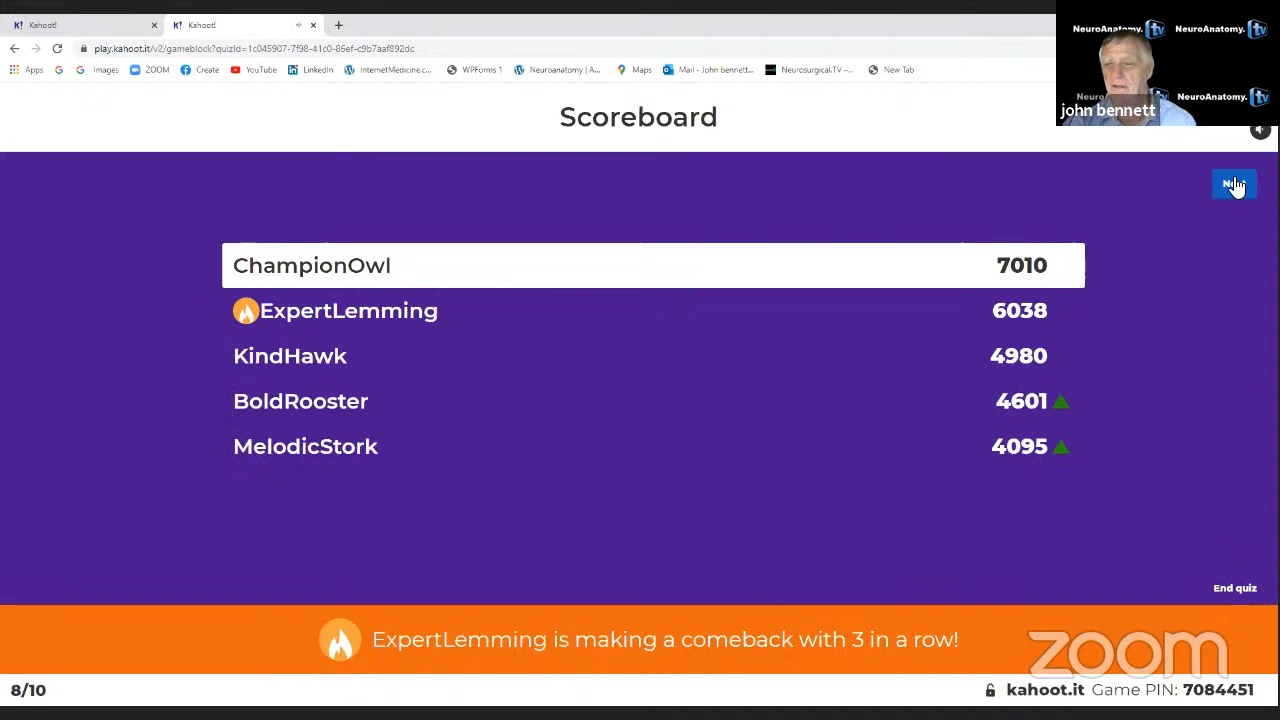 Kahoot!
Kahoot!
play.kahoot.it/v2/gameblock?quizId=1c045907-7f98-41c0-86ef-c9b7aaf892dc
Apps
Images
ZOOM
Create
YouTube
LinkedIn
InternetMedicine.c...
WPForms 1
Neuroanatomy | A...
Maps
Mail - John bennett...
Neurosurgical.TV –...
New Tab
NeuroAnatomy.tv NeuroAnatomy.tv
NeuroAnatomy.tv
john bennett
Scoreboard
ChampionOwl 7010
ExpertLemming 6038
KindHawk 4980
BoldRooster 4601
MelodicStork 4095
End quiz
ExpertLemming is making a comeback with 3 in a row!
zoom
8/10
kahoot.it Game PIN: 7084451